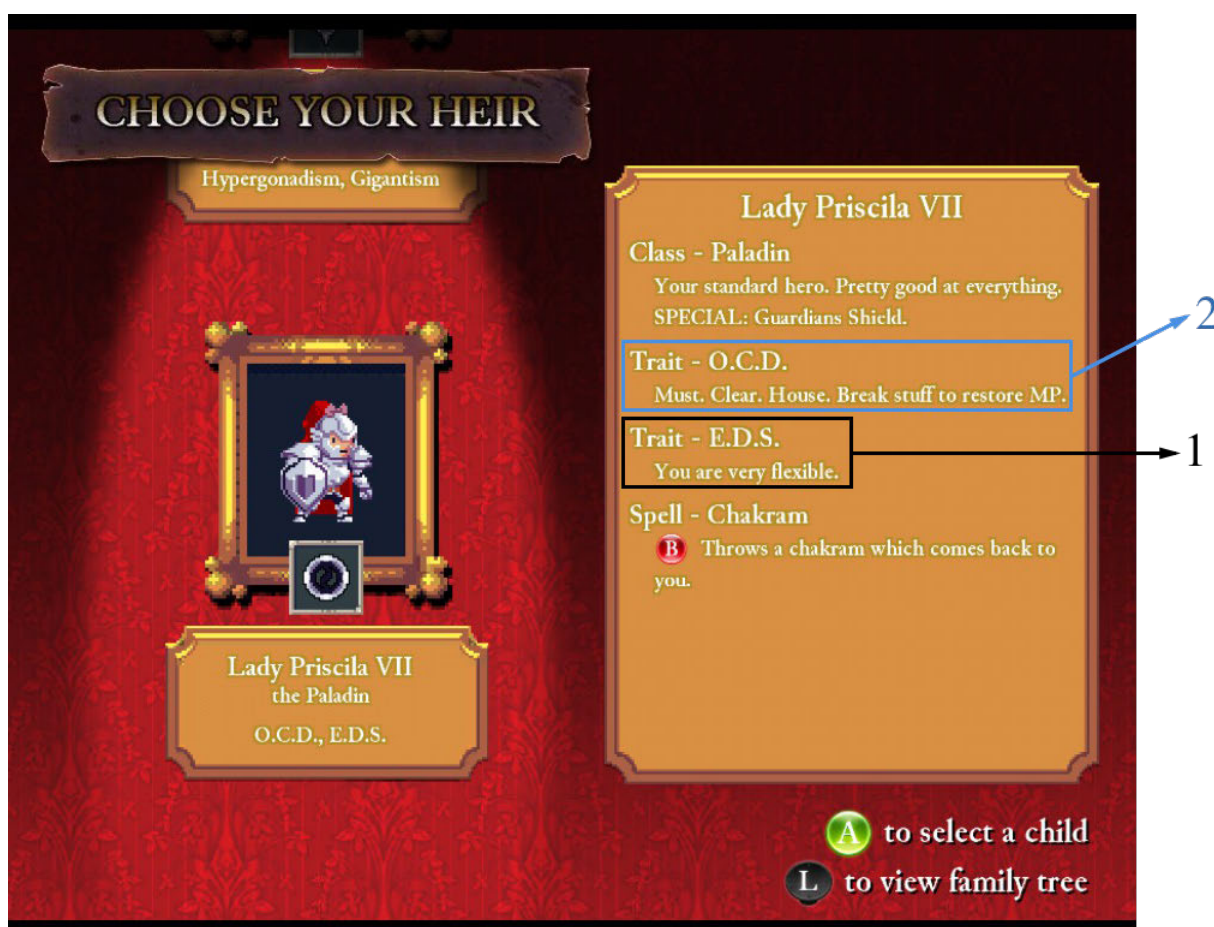 CHOOSE YOUR HEIR
Hypergonadism, Gigantism
Lady Priscila VII
the Paladin
O.C.D., E.D.S.
Lady Priscila VII
Class - Paladin
Your standard hero. Pretty good at everything.
SPECIAL: Guardians Shield.
Trait - O.C.D.
Must. Clear. House. Break stuff to restore MP.
2
Trait - E.D.S.
You are very flexible.
1
Spell - Chakram
B Throws a chakram which comes back to
you.
A to select a child
L to view family tree